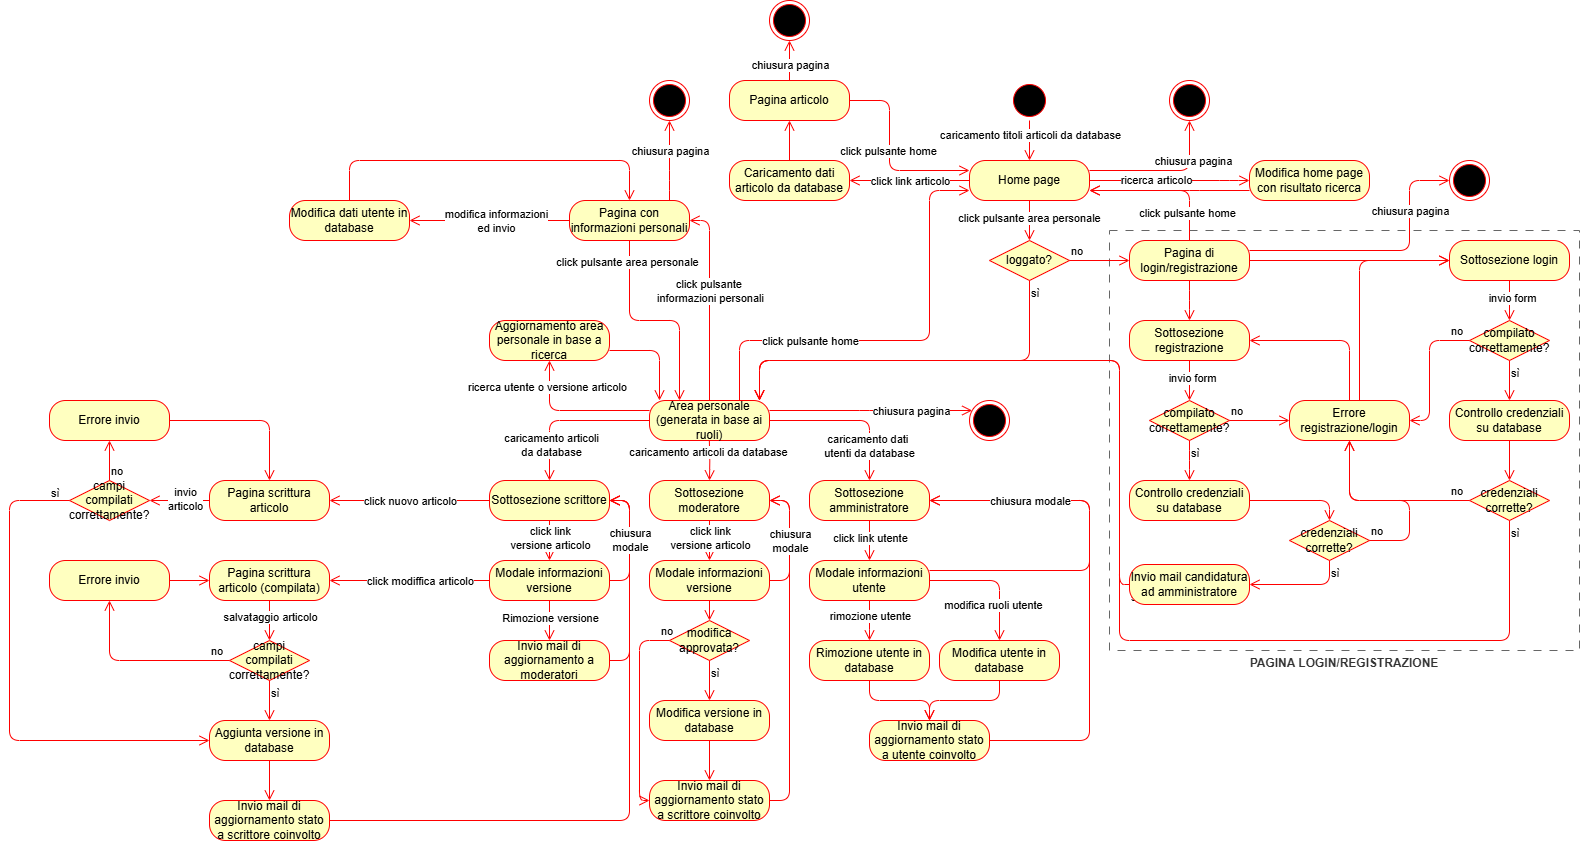 chiusura pagina
Pagina articolo
caricamento titoli articoli da database
click pulsante home
chiusura pagina
chiusura pagina
Caricamento dati
articolo da database
click link articolo
Home page
ricerca articolo
Modifica home page
con risultato ricerca
Modifica dati utente in
database
modifica informazioni
ed invio
Pagina con
informazioni personali
click pulsante area personale
click pulsante home
chiusura pagina
click pulsante area personale
loggato?
no
sì
Pagina di
login/registrazione
Sottosezione login
click pulsante
informazioni personali
invio form
Aggiornamento area
personale in base a
ricerca
click pulsante home
Sottosezione
registrazione
no
compilato
correttamente?
sì
ricerca utente o versione articolo
invio form
Errore invio
Area personale
(generata in base ai
ruoli)
chiusura pagina
compilato
correttamente?
no
sì
Errore
registrazione/login
Controllo credenziali
su database
caricamento articoli
da database
caricamento articoli da database
caricamento dati
utenti da database
no
sì
campi
compilati
correttamente?
invio
articolo
Pagina scrittura
articolo
click nuovo articolo
Sottosezione scrittore
Sottosezione
moderatore
Sottosezione
amministratore
chiusura modale
Controllo credenziali
su database
no
credenziali
corrette?
sì
click link
versione articolo
chiusura
modale
click link
versione articolo
chiusura
modale
click link utente
credenziali
corrette?
no
sì
Errore invio
Pagina scrittura
articolo (compilata)
click modiffica articolo
Modale informazioni
versione
Modale informazioni
versione
Modale informazioni
utente
Invio mail candidatura
ad amministratore
salvataggio articolo
Rimozione versione
rimozione utente
modifica ruoli utente
no
campi
compilati
correttamente?
sì
Invio mail di
aggiornamento a
moderatori
no
modifica
approvata?
sì
Rimozione utente in
database
Modifica utente in
database
PAGINA LOGIN/REGISTRAZIONE
Aggiunta versione in
database
Modifica versione in
database
Invio mail di
aggiornamento stato
a utente coinvolto
Invio mail di
aggiornamento stato
a scrittore coinvolto
Invio mail di
aggiornamento stato
a scrittore coinvolto